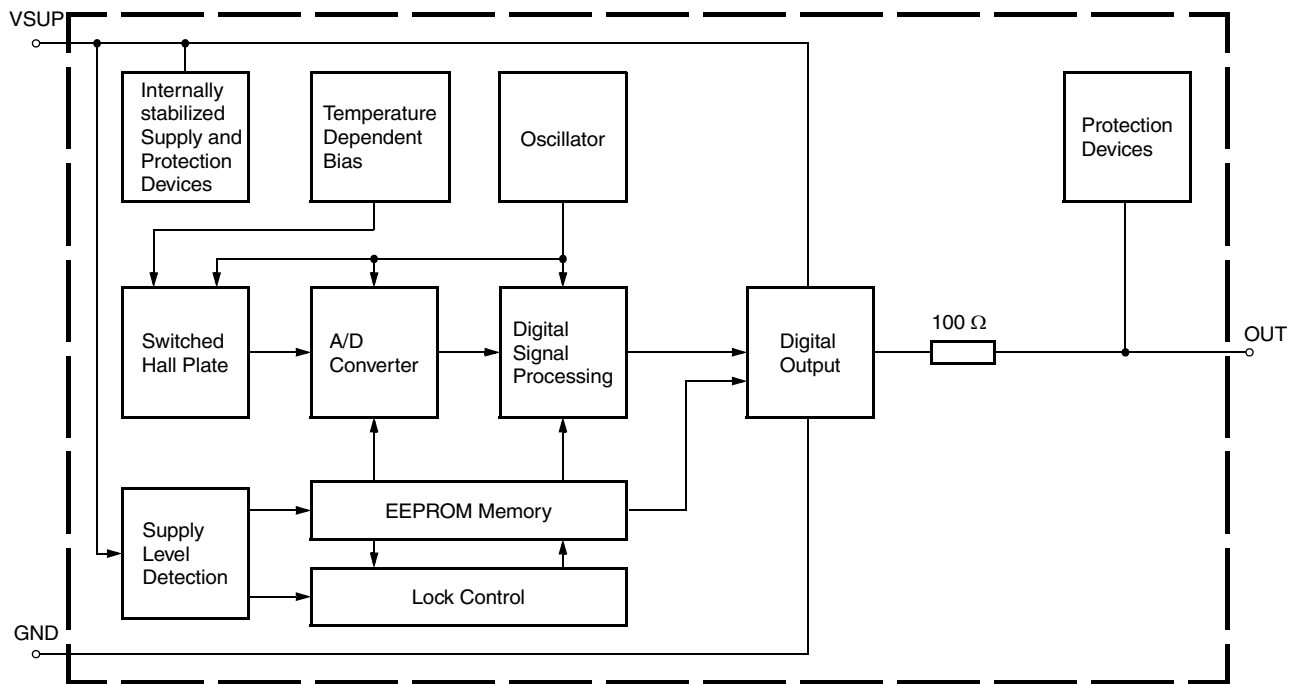 VSUP
Internally
stabilized
Supply and
Protection
Devices
Temperature
Dependent
Bias
Oscillator
Protection
Devices
Switched
Hall Plate
A/D
Converter
Digital
Signal
Processing
Digital
Output
100 Ω
OUT
Supply
Level
Detection
EEPROM Memory
Lock Control
GND